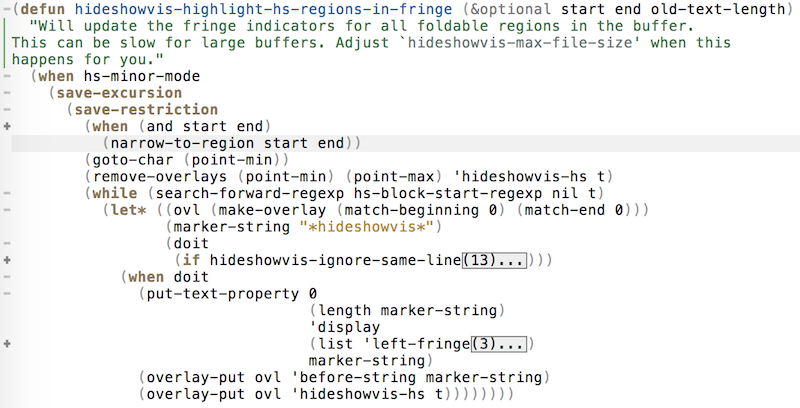 (defun hideshowvis-highlight-hs-regions-in-fringe (&optional start end old-text-length)
  "Will update the fringe indicators for all foldable regions in the buffer.
This can be slow for large buffers. Adjust `hideshowvis-max-file-size' when this
happens for you."
  (when hs-minor-mode
    (save-excursion
      (save-restriction
        (when (and start end)
          (narrow-to-region start end))
        (goto-char (point-min))
        (remove-overlays (point-min) (point-max) 'hideshowvis-hs t)
        (while (search-forward-regexp hs-block-start-regexp nil t)
          (let* ((ovl (make-overlay (match-beginning 0) (match-end 0)))
                 (marker-string "*hideshowvis*")
                 (doit
                  (if hideshowvis-ignore-same-line(13)...)))
            (when doit
              (put-text-property 0
                                 (length marker-string)
                                 'display
                                 (list 'left-fringe(3)...)
                                 marker-string)
              (overlay-put ovl 'before-string marker-string)
              (overlay-put ovl 'hideshowvis-hs t))))))))